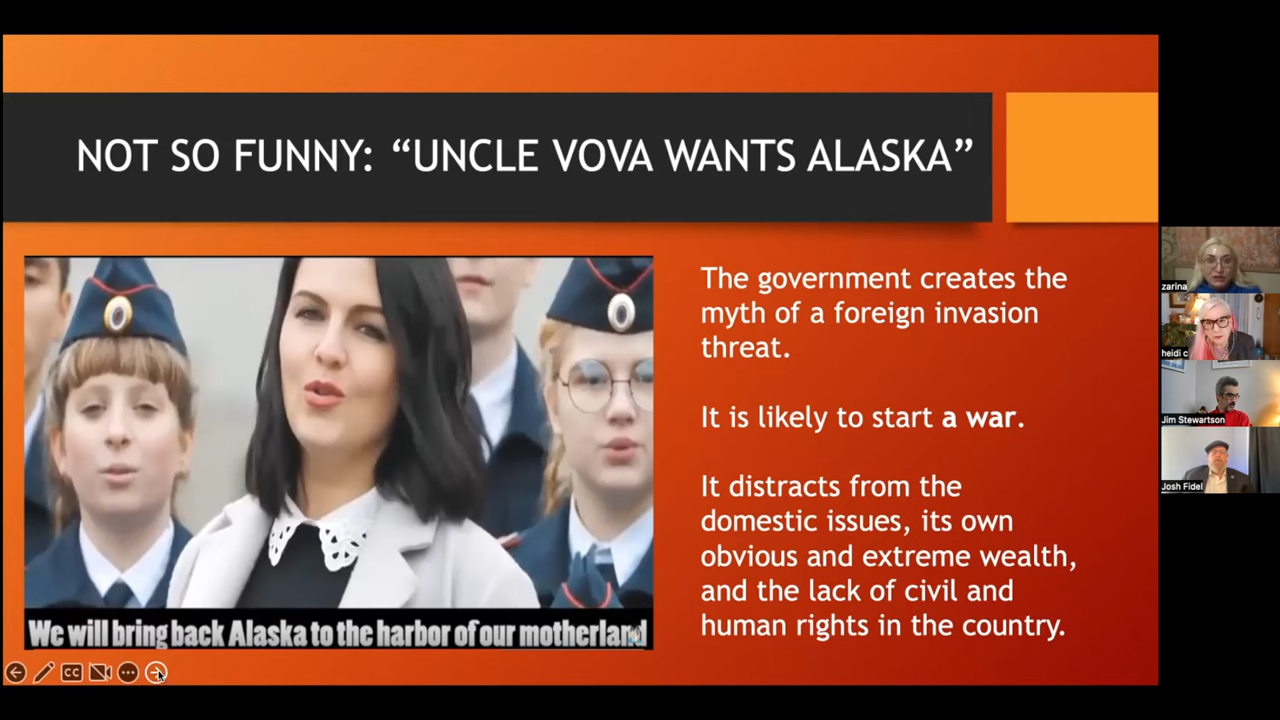 NOT SO FUNNY: “UNCLE VOVA WANTS ALASKA”
The government creates the
myth of a foreign invasion
threat.
It is likely to start a war.
It distracts from the
domestic issues, its own
obvious and extreme wealth,
and the lack of civil and
human rights in the country.
We will bring back Alaska to the harbor of our motherland
CC
zarina
heidi c
Jim Stewartson
Josh Fidel